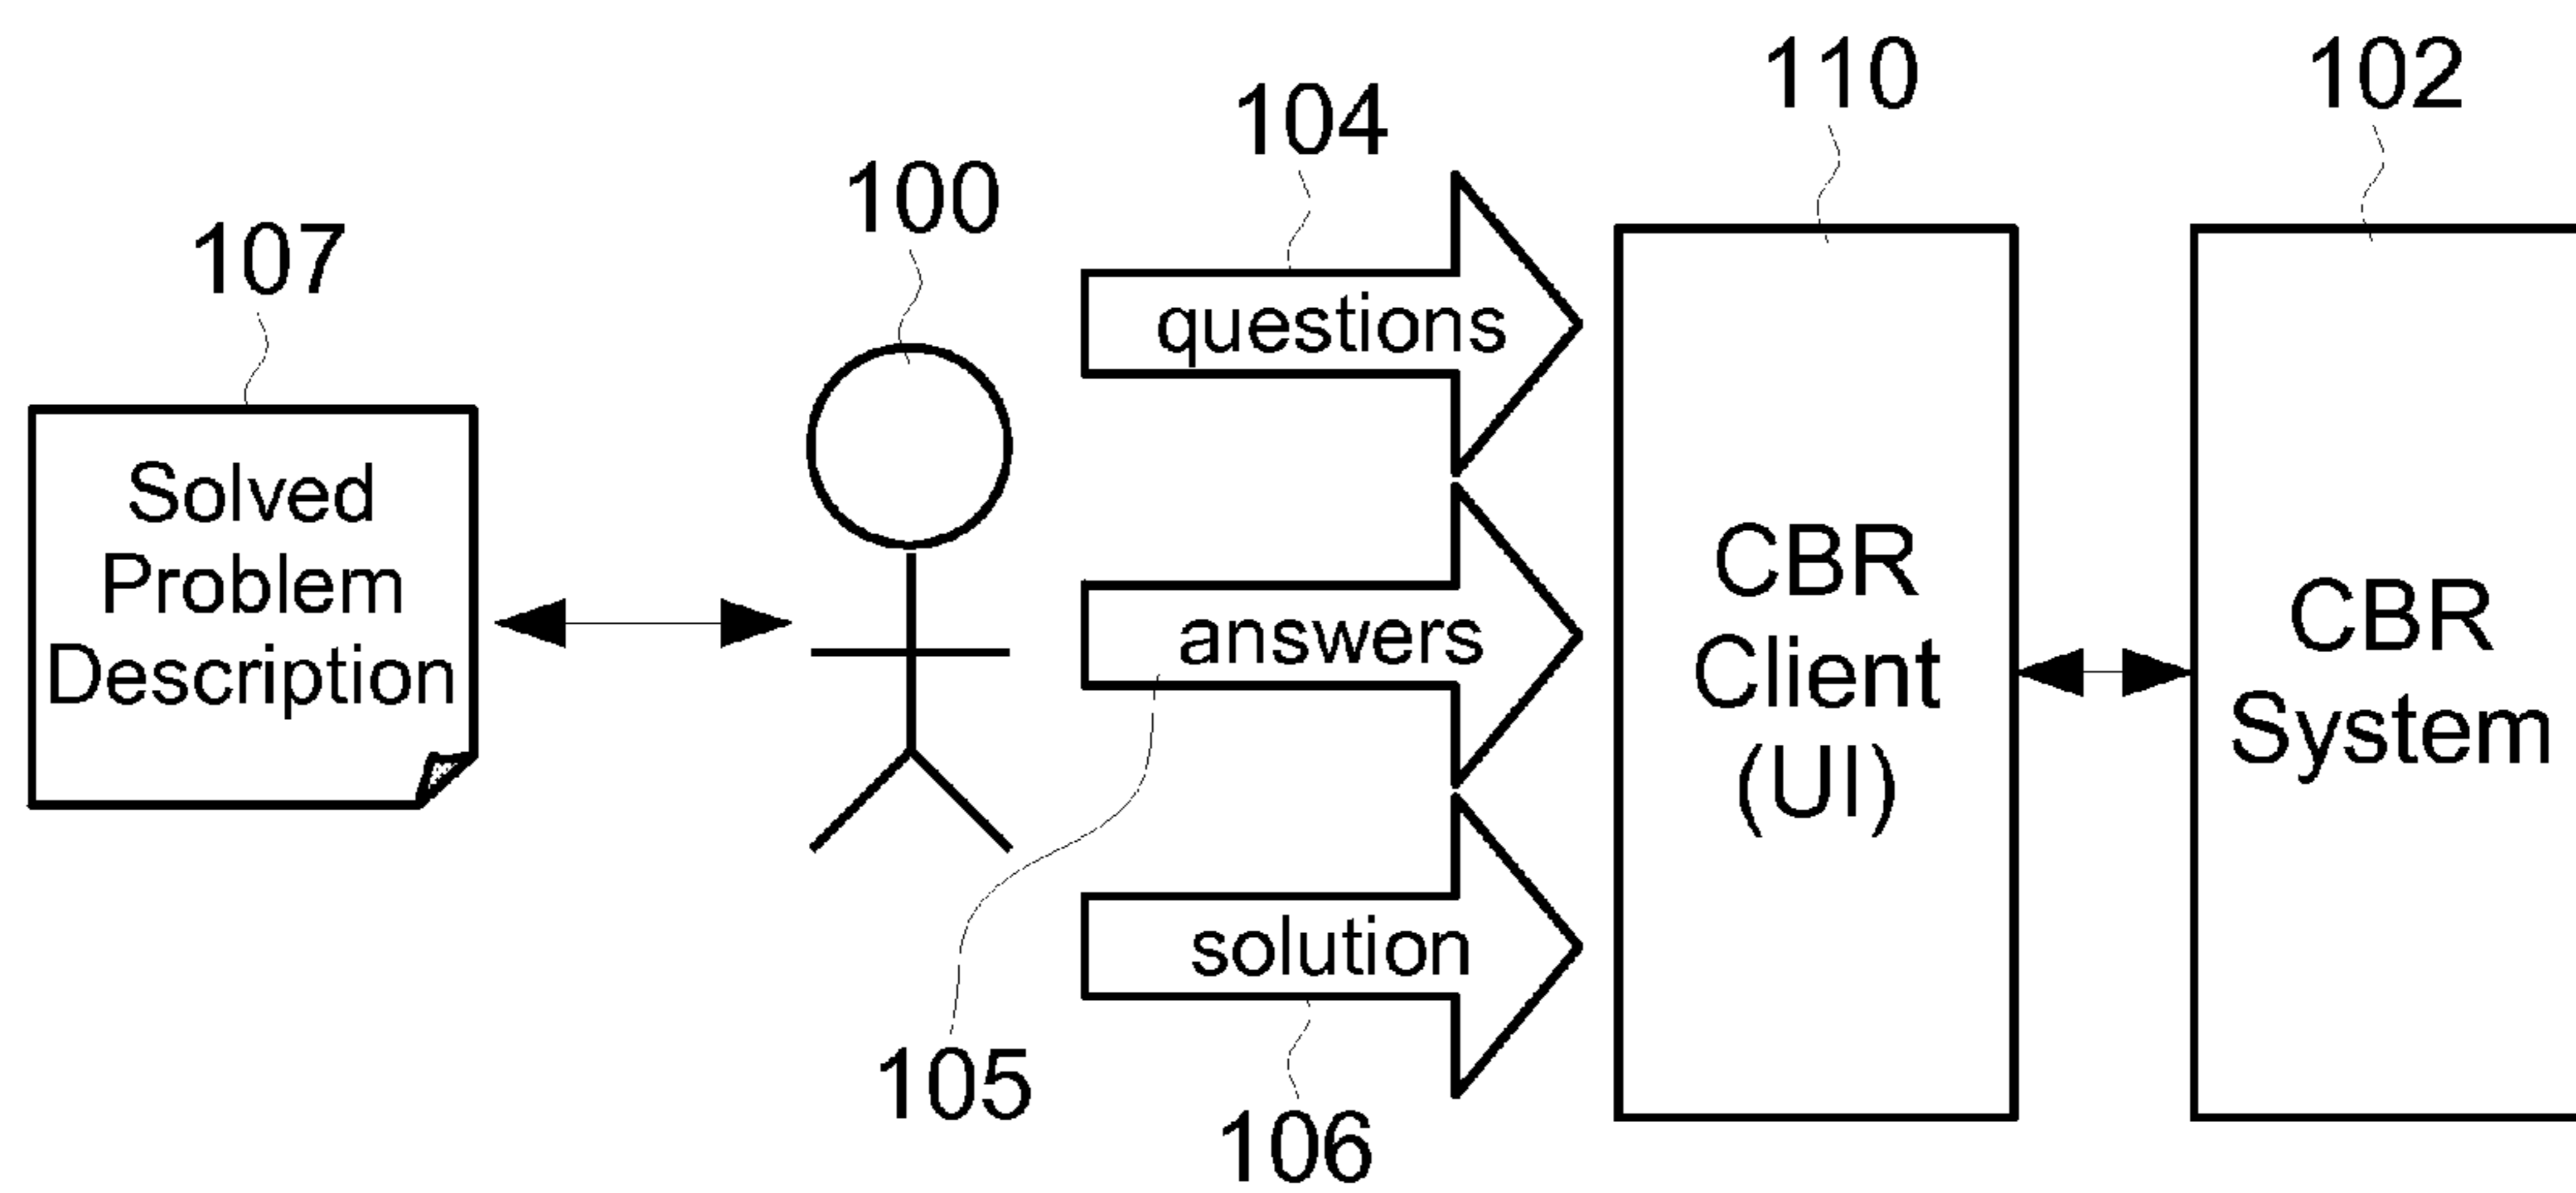 107
Solved
Problem
Description
100
104
questions
answers
105
solution
106
110
CBR
Client
(UI)
102
CBR
System